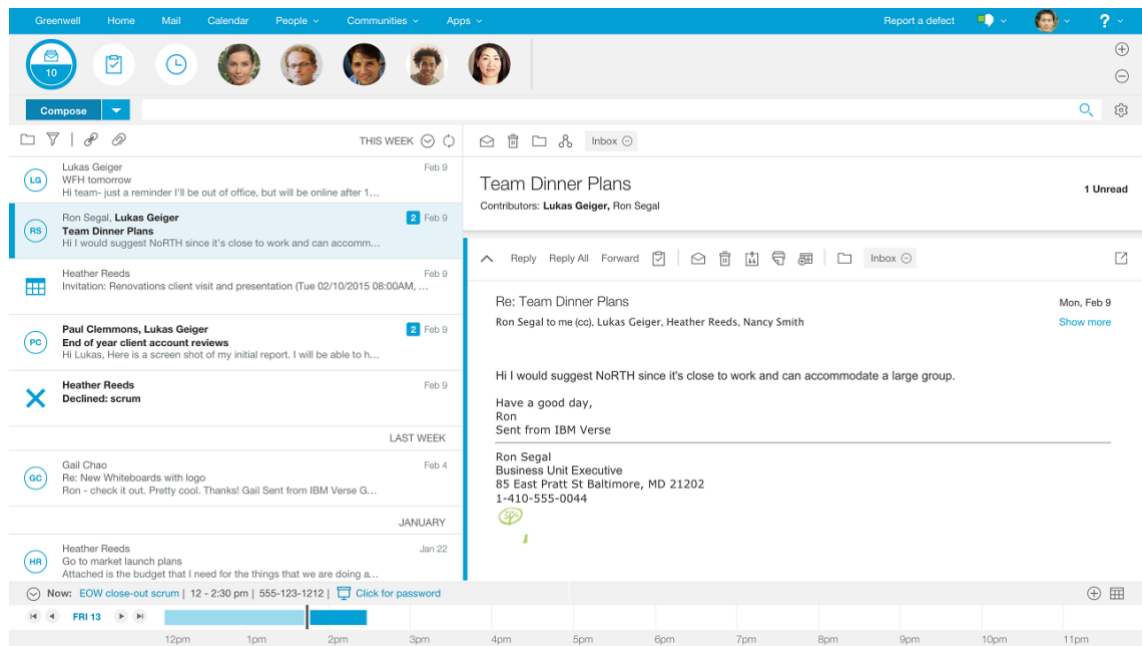 Greenwell Home Mail Calendar People Communities Apps Report a defect ?
10
Compose
THIS WEEK
Inbox
LG
Lukas Geiger Feb 9
WFH tomorrow
Hi team- just a reminder I'll be out of office, but will be online after 1...
RS
Ron Segal, Lukas Geiger 2 Feb 9
Team Dinner Plans
Hi I would suggest NoRTH since it's close to work and can accomm...
Heather Reeds Feb 9
Invitation: Renovations client visit and presentation (Tue 02/10/2015 08:00AM, ...
PC
Paul Clemmons, Lukas Geiger 2 Feb 9
End of year client account reviews
Hi Lukas, Here is a screen shot of my initial report. I will be able to h...
Heather Reeds Feb 9
Declined: scrum
LAST WEEK
GC
Gail Chao Feb 4
Re: New Whiteboards with logo
Ron - check it out. Pretty cool. Thanks! Gail Sent from IBM Verse G...
JANUARY
HR
Heather Reeds Jan 22
Go to market launch plans
Attached is the budget that I need for the things that we are doing a...
Team Dinner Plans
1 Unread
Contributors: Lukas Geiger, Ron Segal
Reply Reply All Forward Inbox
Re: Team Dinner Plans Mon, Feb 9
Ron Segal to me (cc), Lukas Geiger, Heather Reeds, Nancy Smith Show more
Hi I would suggest NoRTH since it's close to work and can accommodate a large group.
Have a good day,
Ron
Sent from IBM Verse
Ron Segal
Business Unit Executive
85 East Pratt St Baltimore, MD 21202
1-410-555-0044
Now: EOW close-out scrum | 12 - 2:30 pm | 555-123-1212 | Click for password
FRI 13
12pm 1pm 2pm 3pm 4pm 5pm 6pm 7pm 8pm 9pm 10pm 11pm